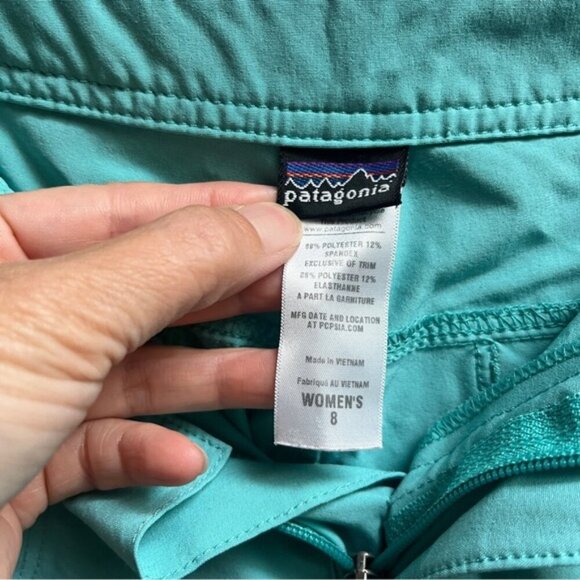 patagonia
www.patagonia.com
88% POLYESTER 12%
SPANDEX
EXCLUSIVE OF TRIM
88% POLYESTER 12%
ELASTHANNE
A PART LA GARNITURE
MFG DATE AND LOCATION
AT PCPSIA.COM
Made in VIETNAM
Fabriqué AU VIETNAM
WOMEN'S
8